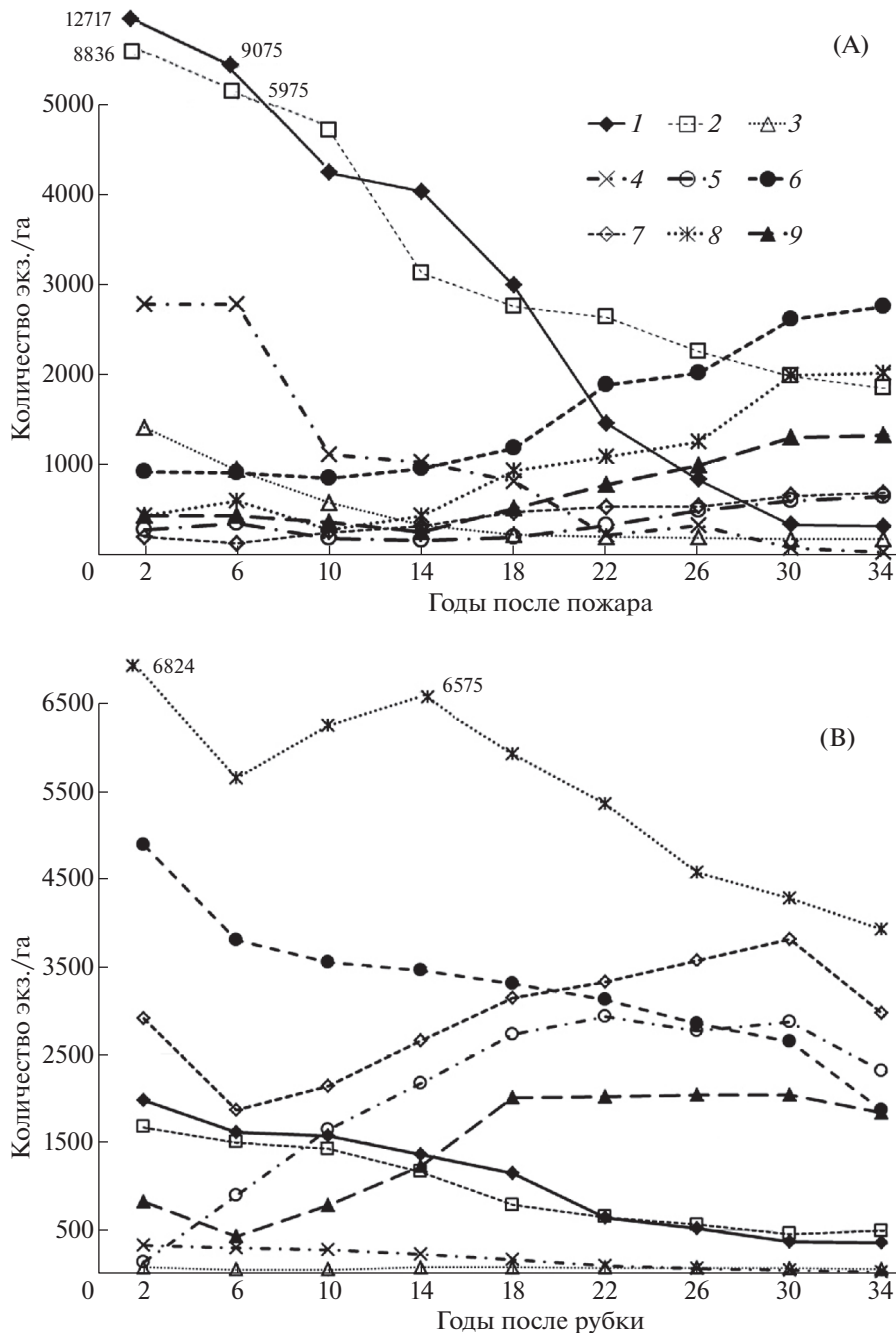 12717
8836
9075
5975
(A)
5000
4000
3000
2000
1000
0
Количество экз./га
1 2 3
4 5 6
7 8 9
2 6 10 14 18 22 26 30 34
Годы после пожара
6824
6575
(B)
6500
5500
4500
3500
2500
1500
500
0
Количество экз./га
2 6 10 14 18 22 26 30 34
Годы после рубки